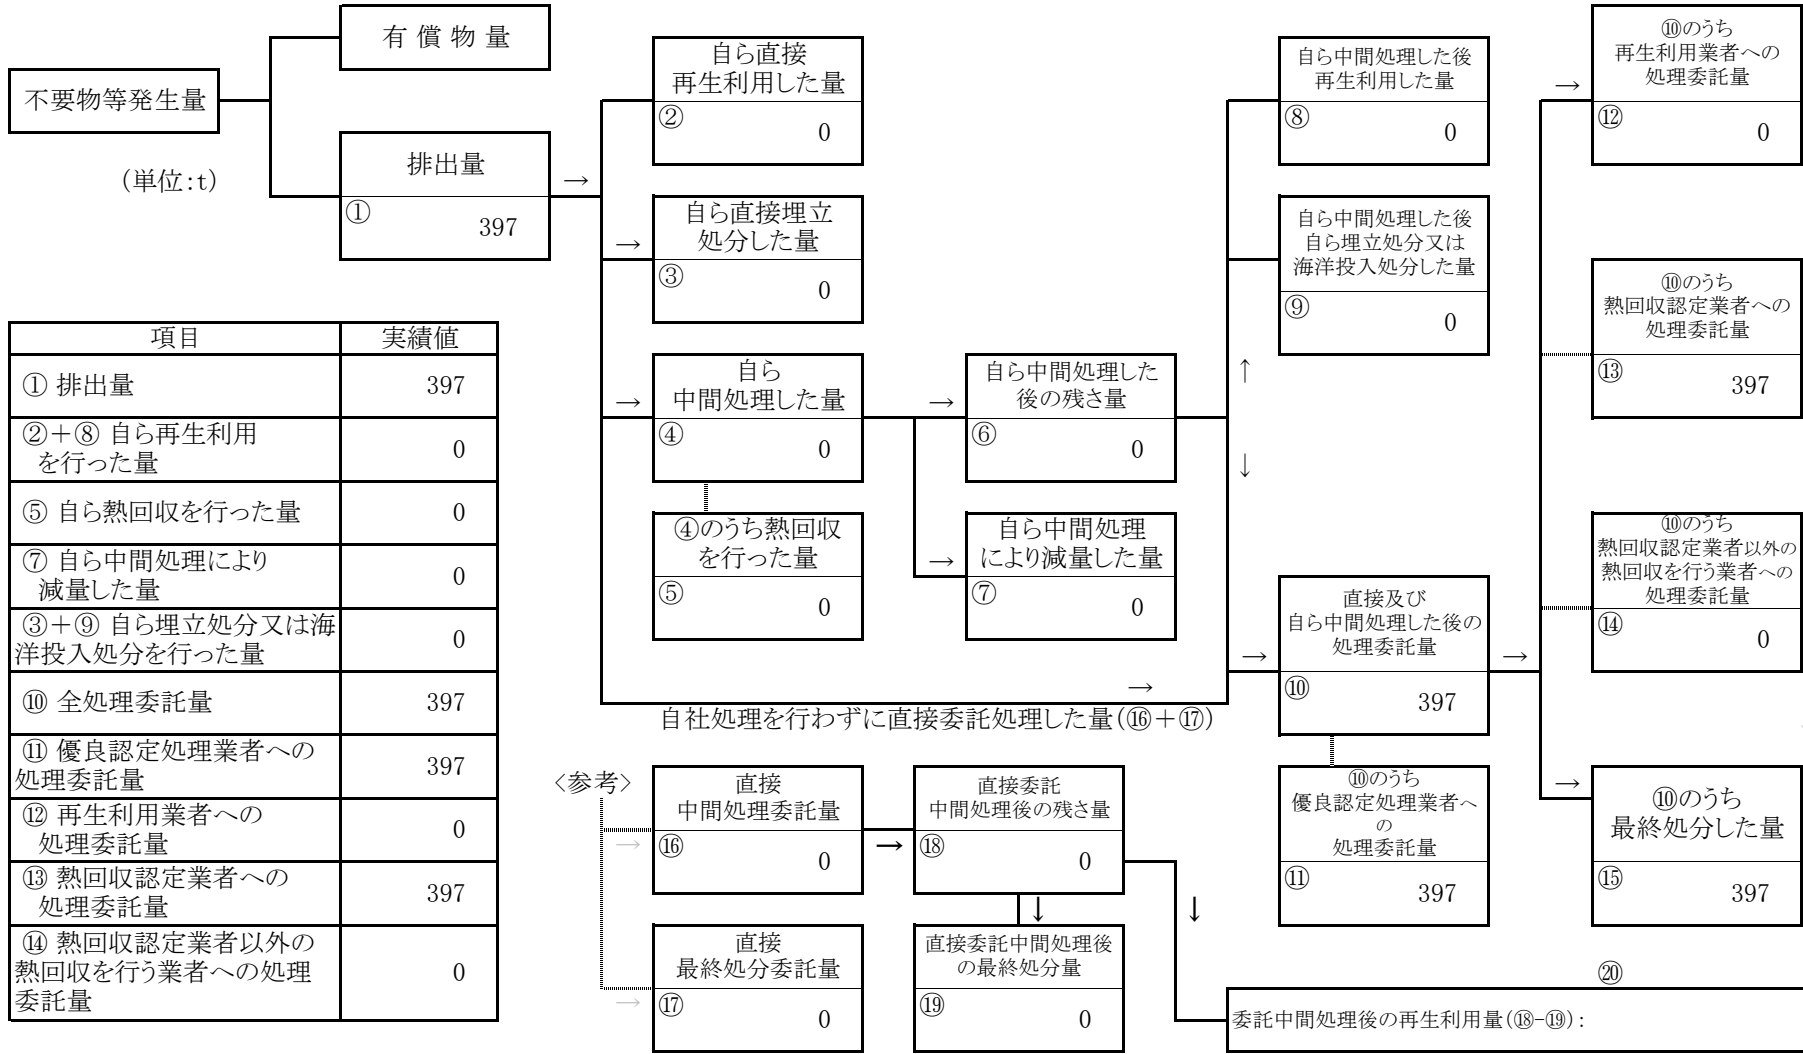 有 償 物 量
不要物等発生量
(単位:t)
排出量
①
397
→
自ら直接
再生利用した量
②
0
→
自ら直接埋立
処分した量
③
0
→
自ら
中間処理した量
④
0
④のうち熱回収
を行った量
⑤
0
→
自ら中間処理した
後の残さ量
⑥
0
→
自ら中間処理
により減量した量
⑦
0
自ら中間処理した後
再生利用した量
⑧
0
自ら中間処理した後
自ら埋立処分又は
海洋投入処分した量
⑨
0
↑
↓
→
直接及び
自ら中間処理した後の
処理委託量
⑩
397
⑩のうち
優良認定処理業者へ
の
処理委託量
⑪
397
→
→
⑩のうち
再生利用業者への
処理委託量
⑫
0
⑩のうち
熱回収認定業者への
処理委託量
⑬
397
⑩のうち
熱回収認定業者以外の
熱回収を行う業者への
処理委託量
⑭
0
→
⑩のうち
最終処分した量
⑮
397
→
自社処理を行わずに直接委託処理した量(⑯+⑰)
項目 実績値
① 排出量 397
②+⑧ 自ら再生利用
を行った量 0
⑤ 自ら熱回収を行った量 0
⑦ 自ら中間処理により
減量した量 0
③+⑨ 自ら埋立処分又は海
洋投入処分を行った量 0
⑩ 全処理委託量 397
⑪ 優良認定処理業者への
処理委託量 397
⑫ 再生利用業者への
処理委託量 0
⑬ 熱回収認定業者への
処理委託量 397
⑭ 熱回収認定業者以外の
熱回収を行う業者への処理
委託量 0
<参考>
→
直接
中間処理委託量
⑯
0
→
直接委託
中間処理後の残さ量
⑱
0
↓
↓
→
直接
最終処分委託量
⑰
0
直接委託中間処理後
の最終処分量
⑲
0
⑳
委託中間処理後の再生利用量(⑱-⑲):